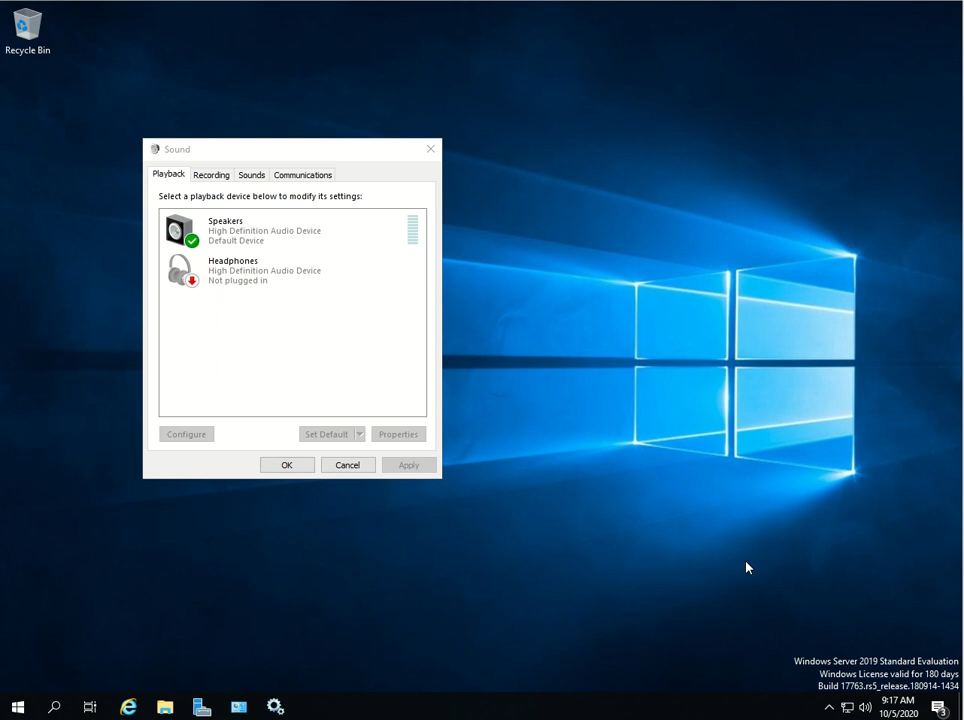 Recycle Bin
Sound
Playback Recording Sounds Communications
Select a playback device below to modify its settings:
Speakers
High Definition Audio Device
Default Device
Headphones
High Definition Audio Device
Not plugged in
Configure Set Default Properties
OK Cancel Apply
Windows Server 2019 Standard Evaluation
Windows License valid for 180 days
Build 17763.rs5_release.180914-1434
9:17 AM
10/5/2020
3